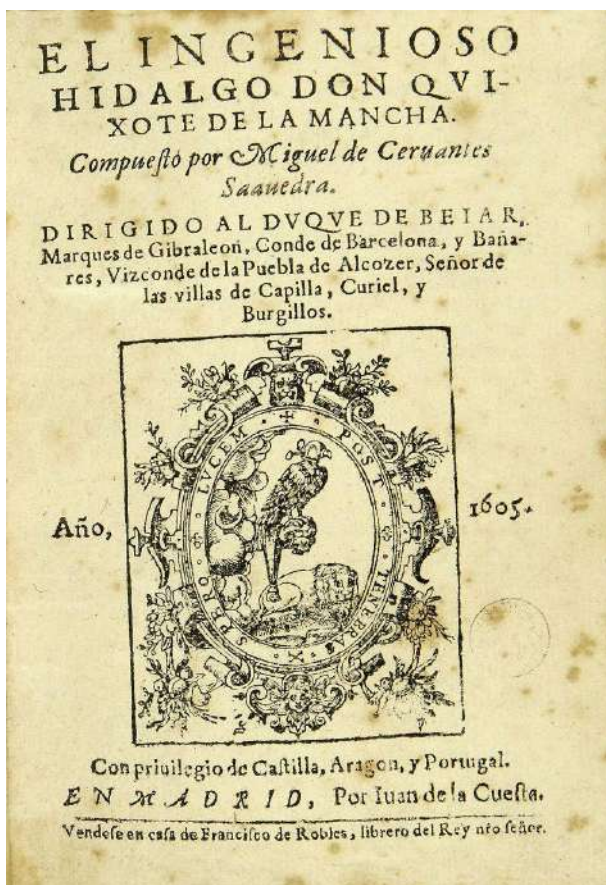 EL INGENIOSO
HIDALGO DON QVI-
XOTE DE LA MANCHA.
Compuesto por Miguel de Ceruantes
Saauedra.
DIRIGIDO AL DVQVE DE BEIAR,
Marques de Gibraleon, Conde de Barcelona, y Baña-
res, Vizconde de la Puebla de Alcozer, Señor de
las villas de Capilla, Curiel, y
Burgillos.
SPERO LVCEM POST TENEBRAS
Año, 1605.
Con priuilegio de Castilla, Aragon, y Portugal.
EN MADRID, Por Iuan de la Cuesta.
Vendese en casa de Francisco de Robles, librero del Rey nr̃o señor.